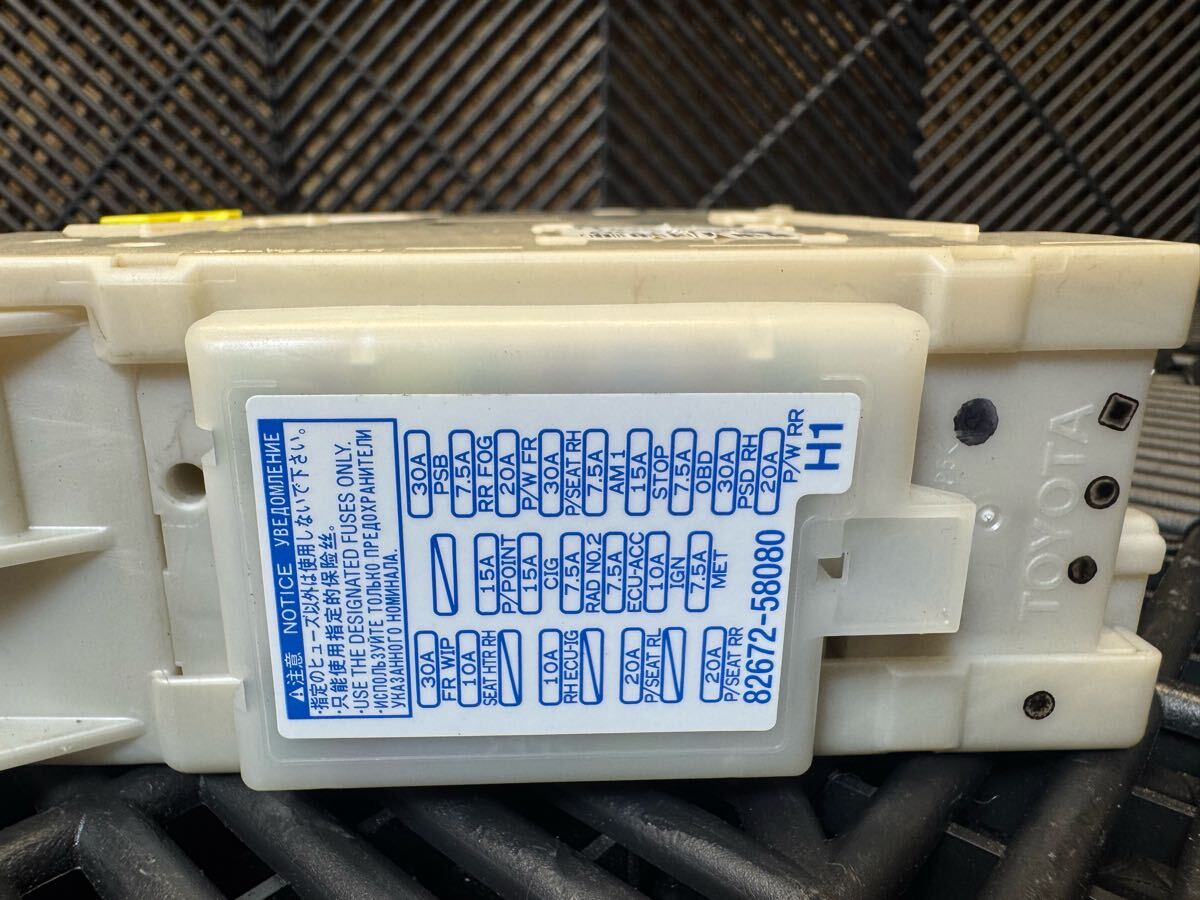 ⚠注意 NOTICE УВЕДОМЛЕНИЕ
・指定のヒューズ以外は使用しないで下さい。
・只能使用指定的保险丝。
・USE THE DESIGNATED FUSES ONLY.
・ИСПОЛЬЗУЙТЕ ТОЛЬКО ПРЕДОХРАНИТЕЛИ
УКАЗАННОГО НОМИНАЛА.
30A
PSB
7.5A
RR FOG
20A
P/W FR
30A
P/SEAT RH
7.5A
AM 1
15A
STOP
7.5A
OBD
30A
PSD RH
20A
P/W RR
15A
P/POINT
15A
CIG
7.5A
RAD NO.2
7.5A
ECU-ACC
10A
IGN
7.5A
MET
30A
FR WIP
10A
SEAT HTR RH
10A
RH ECU-IG
20A
P/SEAT RL
20A
P/SEAT RR
82672-58080
H1
TOYOTA